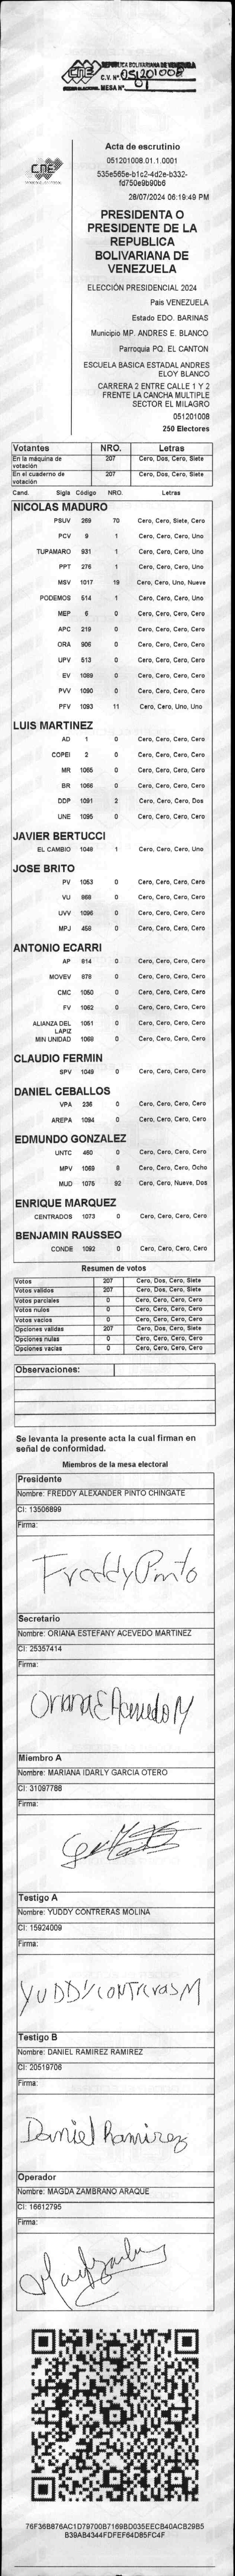 CNE
REPUBLICA BOLIVARIANA DE VENEZUELA
C.V. Nº 051201008
MESA Nº 01
CNE
Acta de escrutinio
051201008.01.1.0001
535e565e-b1c2-4d2e-b332-
fd750e9b90b6
28/07/2024 06:19:49 PM
PRESIDENTA O
PRESIDENTE DE LA
REPUBLICA
BOLIVARIANA DE
VENEZUELA
ELECCIÓN PRESIDENCIAL 2024
Pais VENEZUELA
Estado EDO. BARINAS
Municipio MP. ANDRES E. BLANCO
Parroquia PQ. EL CANTON
ESCUELA BASICA ESTADAL ANDRES
ELOY BLANCO
CARRERA 2 ENTRE CALLE 1 Y 2
FRENTE LA CANCHA MULTIPLE
SECTOR EL MILAGRO
051201008
250 Electores
Votantes NRO. Letras
En la máquina de votación 207 Cero, Dos, Cero, Siete
En el cuaderno de votación 207 Cero, Dos, Cero, Siete
Cand. Sigla Código NRO. Letras
NICOLAS MADURO
PSUV 269 70 Cero, Cero, Siete, Cero
PCV 9 1 Cero, Cero, Cero, Uno
TUPAMARO 931 1 Cero, Cero, Cero, Uno
PPT 276 1 Cero, Cero, Cero, Uno
MSV 1017 19 Cero, Cero, Uno, Nueve
PODEMOS 514 1 Cero, Cero, Cero, Uno
MEP 6 0 Cero, Cero, Cero, Cero
APC 219 0 Cero, Cero, Cero, Cero
ORA 906 0 Cero, Cero, Cero, Cero
UPV 513 0 Cero, Cero, Cero, Cero
EV 1089 0 Cero, Cero, Cero, Cero
PVV 1090 0 Cero, Cero, Cero, Cero
PFV 1093 11 Cero, Cero, Uno, Uno
LUIS MARTINEZ
AD 1 0 Cero, Cero, Cero, Cero
COPEI 2 0 Cero, Cero, Cero, Cero
MR 1065 0 Cero, Cero, Cero, Cero
BR 1066 0 Cero, Cero, Cero, Cero
DDP 1091 2 Cero, Cero, Cero, Dos
UNE 1095 0 Cero, Cero, Cero, Cero
JAVIER BERTUCCI
EL CAMBIO 1048 1 Cero, Cero, Cero, Uno
JOSE BRITO
PV 1053 0 Cero, Cero, Cero, Cero
VU 868 0 Cero, Cero, Cero, Cero
UVV 1096 0 Cero, Cero, Cero, Cero
MPJ 458 0 Cero, Cero, Cero, Cero
ANTONIO ECARRI
AP 814 0 Cero, Cero, Cero, Cero
MOVEV 678 0 Cero, Cero, Cero, Cero
CMC 1050 0 Cero, Cero, Cero, Cero
FV 1062 0 Cero, Cero, Cero, Cero
ALIANZA DEL LAPIZ 1051 0 Cero, Cero, Cero, Cero
MIN UNIDAD 1068 0 Cero, Cero, Cero, Cero
CLAUDIO FERMIN
SPV 1049 0 Cero, Cero, Cero, Cero
DANIEL CEBALLOS
VPA 236 0 Cero, Cero, Cero, Cero
AREPA 1094 0 Cero, Cero, Cero, Cero
EDMUNDO GONZALEZ
UNTC 460 0 Cero, Cero, Cero, Cero
MPV 1069 8 Cero, Cero, Cero, Ocho
MUD 1076 92 Cero, Cero, Nueve, Dos
ENRIQUE MARQUEZ
CENTRADOS 1073 0 Cero, Cero, Cero, Cero
BENJAMIN RAUSSEO
CONDE 1092 0 Cero, Cero, Cero, Cero
Resumen de votos
Votos 207 Cero, Dos, Cero, Siete
Votos validos 207 Cero, Dos, Cero, Siete
Votos parciales 0 Cero, Cero, Cero, Cero
Votos nulos 0 Cero, Cero, Cero, Cero
Votos vacios 0 Cero, Cero, Cero, Cero
Opciones validas 207 Cero, Dos, Cero, Siete
Opciones nulas 0 Cero, Cero, Cero, Cero
Opciones vacias 0 Cero, Cero, Cero, Cero
Observaciones:
Se levanta la presente acta la cual firman en
señal de conformidad.
Miembros de la mesa electoral
Presidente
Nombre: FREDDY ALEXANDER PINTO CHINGATE
CI: 13506899
Firma:
Freddy Pinto
Secretario
Nombre: ORIANA ESTEFANY ACEVEDO MARTINEZ
CI: 25357414
Firma:
Oriana E Acevedo M
Miembro A
Nombre: MARIANA IDARLY GARCIA OTERO
CI: 31097786
Firma:
Testigo A
Nombre: YUDDY CONTRERAS MOLINA
CI: 15924009
Firma:
YUDDY CONTRERAS M
Testigo B
Nombre: DANIEL RAMIREZ RAMIREZ
CI: 20519706
Firma:
Daniel Ramirez
Operador
Nombre: MAGDA ZAMBRANO ARAQUE
CI: 16612795
Firma:
76F36B876AC1D79700B7169BD035EECB40ACB29B5
B39AB4344FDFEF64D85FC4F